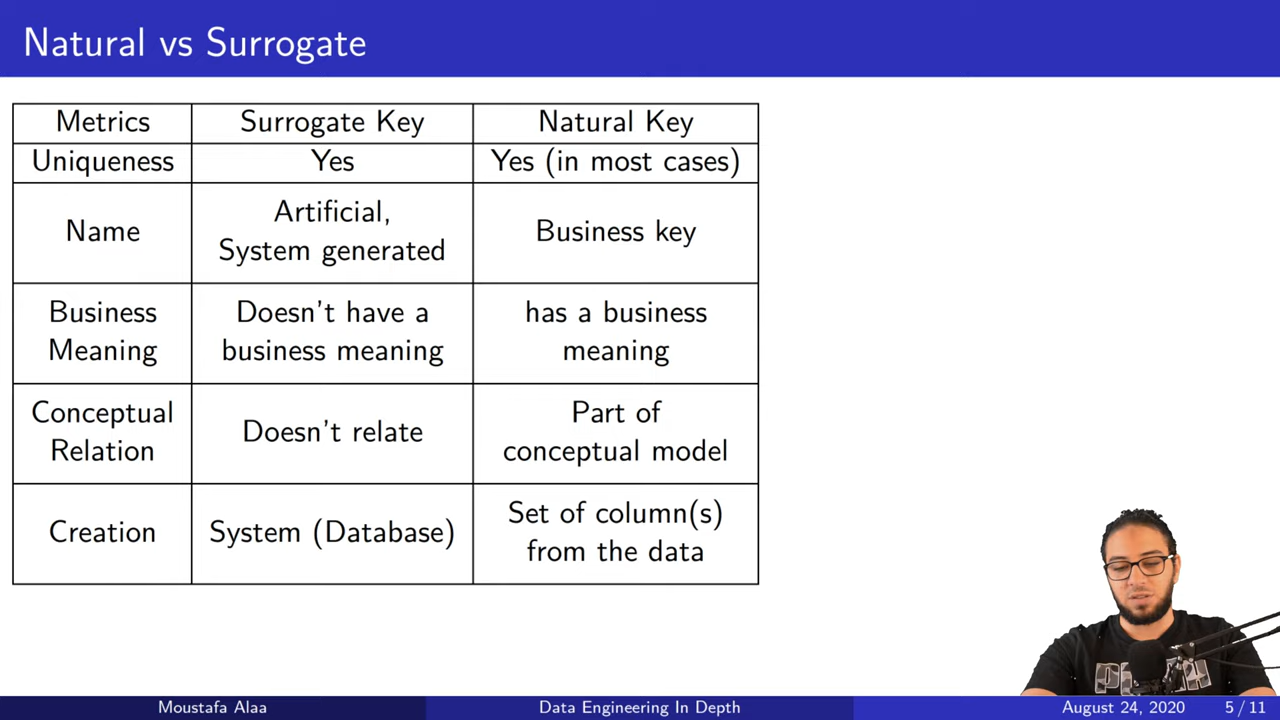 Natural vs Surrogate
Metrics Surrogate Key Natural Key
Uniqueness Yes Yes (in most cases)
Name Artificial, System generated Business key
Business Meaning Doesn't have a business meaning has a business meaning
Conceptual Relation Doesn't relate Part of conceptual model
Creation System (Database) Set of column(s) from the data
Moustafa Alaa Data Engineering In Depth August 24, 2020 5 / 11